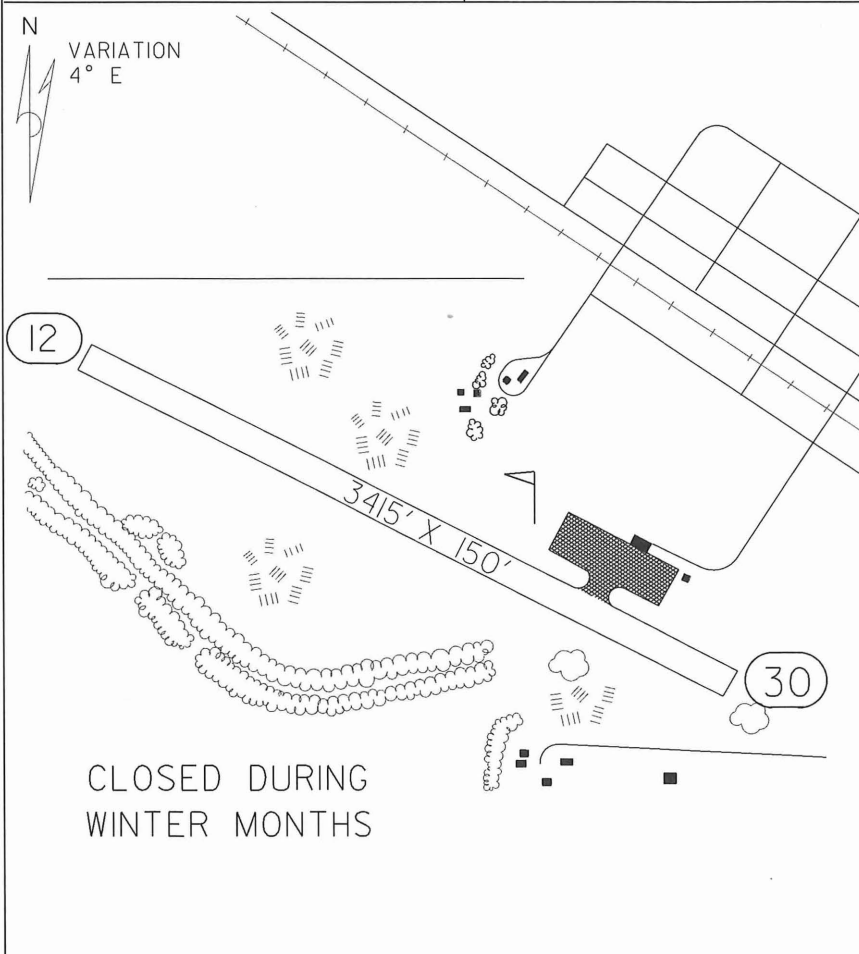 N
VARIATION
4° E
12
3415' X 150'
30
CLOSED DURING
WINTER MONTHS